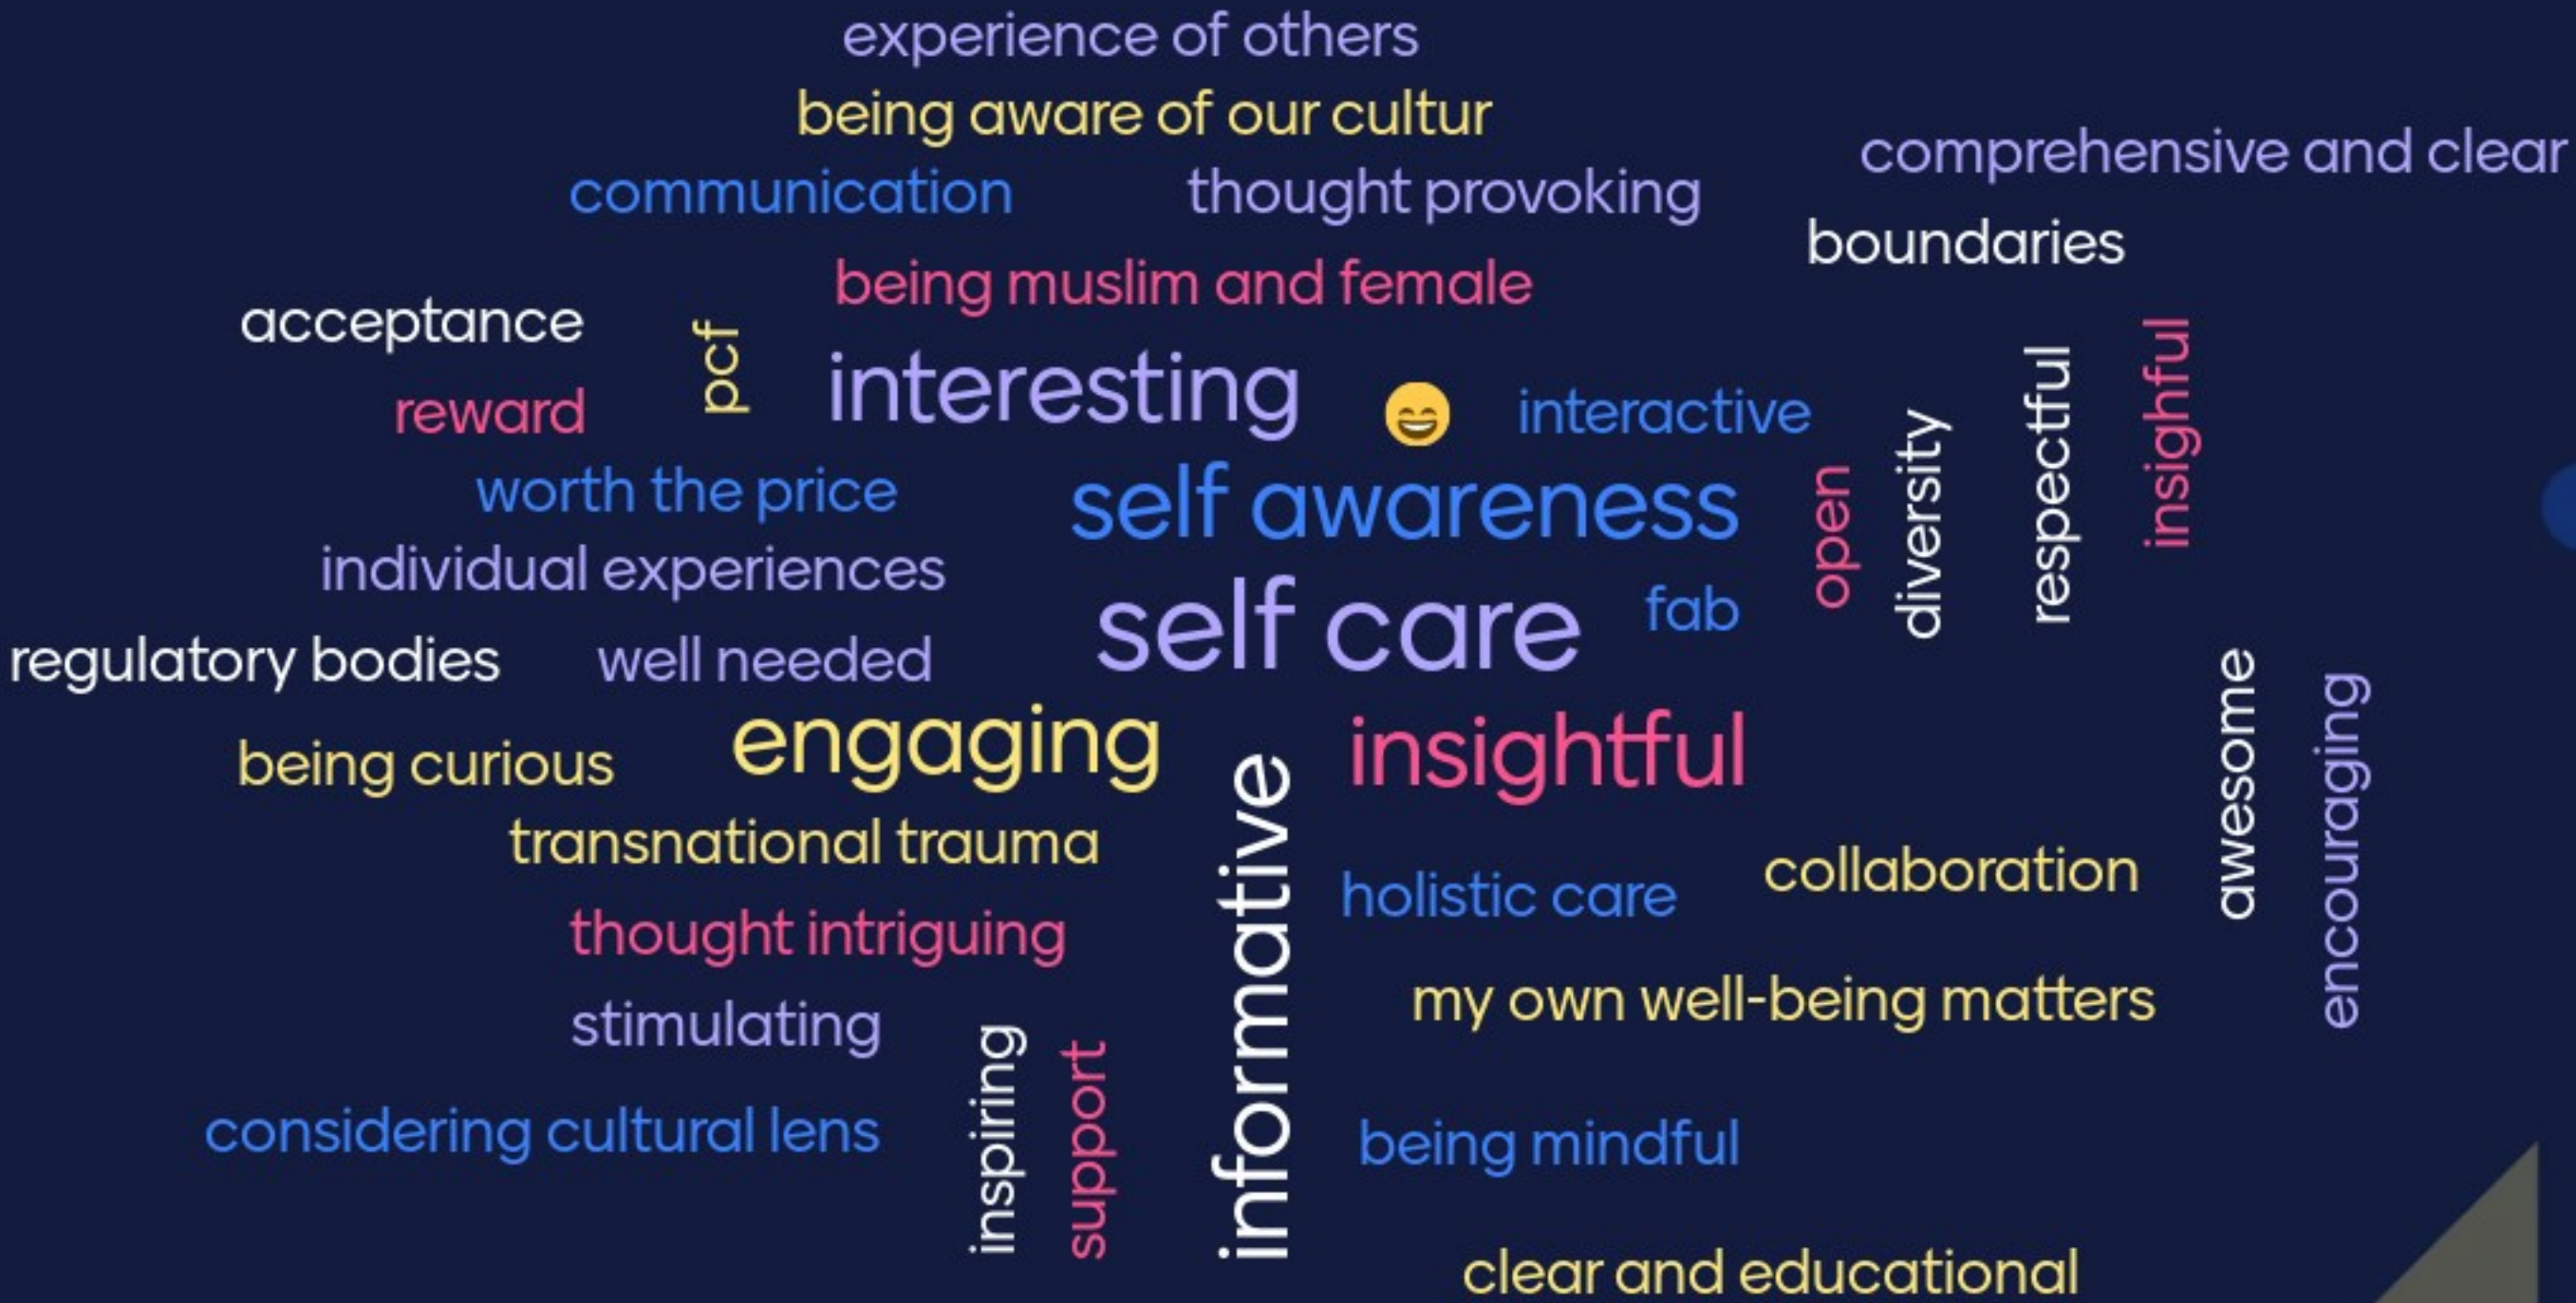 experience of others
being aware of our cultur
comprehensive and clear
communication
thought provoking
boundaries
being muslim and female
acceptance
pcf
interesting
😄
interactive
respectful
insighful
reward
diversity
worth the price
self awareness
open
individual experiences
self care
fab
regulatory bodies
well needed
awesome
encouraging
engaging
insightful
being curious
informative
transnational trauma
holistic care
collaboration
thought intriguing
my own well-being matters
stimulating
inspiring
support
considering cultural lens
being mindful
clear and educational